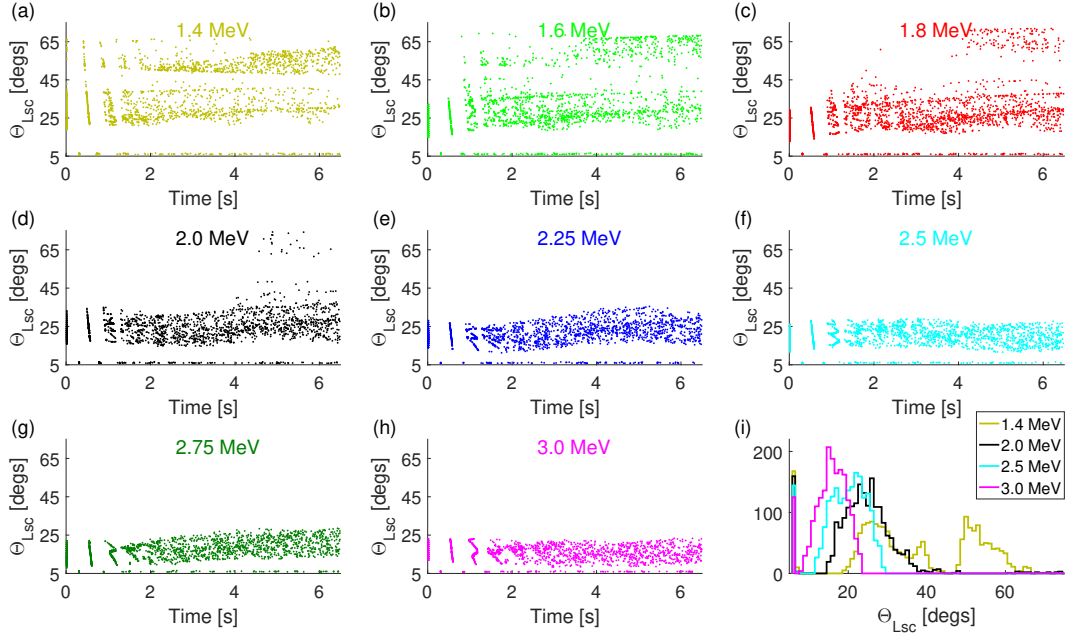 (a) 1.4 MeV
65
45
25
5
Θ_Lsc [degs]
0 2 4 6
Time [s]
(b) 1.6 MeV
65
45
25
5
Θ_Lsc [degs]
0 2 4 6
Time [s]
(c) 1.8 MeV
65
45
25
5
Θ_Lsc [degs]
0 2 4 6
Time [s]
(d) 2.0 MeV
65
45
25
5
Θ_Lsc [degs]
0 2 4 6
Time [s]
(e) 2.25 MeV
65
45
25
5
Θ_Lsc [degs]
0 2 4 6
Time [s]
(f) 2.5 MeV
65
45
25
5
Θ_Lsc [degs]
0 2 4 6
Time [s]
(g) 2.75 MeV
65
45
25
5
Θ_Lsc [degs]
0 2 4 6
Time [s]
(h) 3.0 MeV
65
45
25
5
Θ_Lsc [degs]
0 2 4 6
Time [s]
(i)
1.4 MeV
2.0 MeV
2.5 MeV
3.0 MeV
200
100
0
20 40 60
Θ_Lsc [degs]